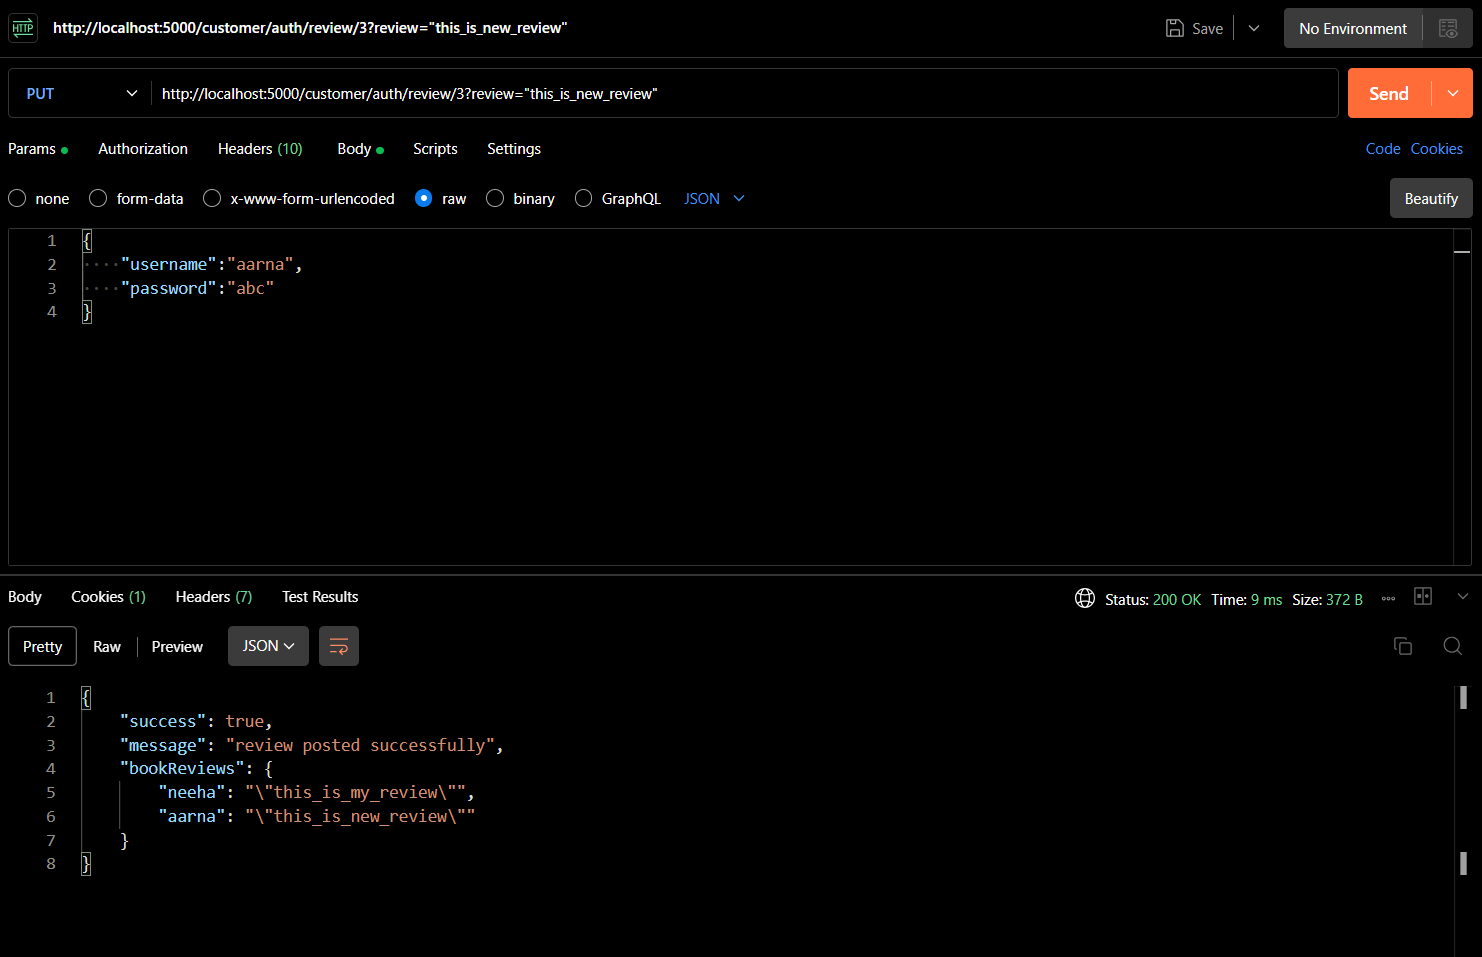 HTTP http://localhost:5000/customer/auth/review/3?review="this_is_new_review" Save No Environment
PUT http://localhost:5000/customer/auth/review/3?review="this_is_new_review" Send
Params Authorization Headers (10) Body Scripts Settings Code Cookies
none form-data x-www-form-urlencoded raw binary GraphQL JSON Beautify
1 {
2 "username":"aarna",
3 "password":"abc"
4 }
Body Cookies (1) Headers (7) Test Results Status: 200 OK Time: 9 ms Size: 372 B
Pretty Raw Preview JSON
1 {
2 "success": true,
3 "message": "review posted successfully",
4 "bookReviews": {
5 "neeha": "\"this_is_my_review\"",
6 "aarna": "\"this_is_new_review\""
7 }
8 }